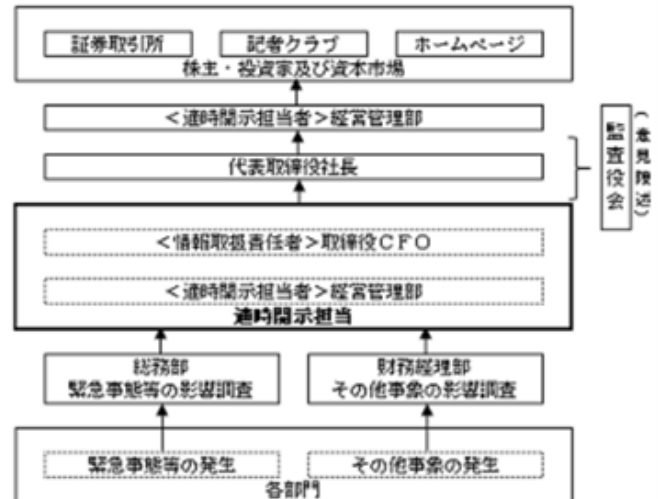 証券取引所 記者クラブ ホームページ
株主・投資家及び資本市場
<適時開示担当者>経営管理部
代表取締役社長
監査役会
(意見陳述)
<情報取扱責任者>取締役CFO
<適時開示担当者>経営管理部
適時開示担当
総務部
緊急事態等の影響調査
財務経理部
その他事象の影響調査
緊急事態等の発生 その他事象の発生
各部門